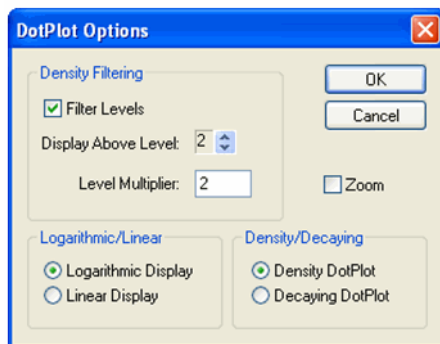 DotPlot Options
Density Filtering
OK
Filter Levels
Cancel
Display Above Level: 2
Level Multiplier: 2
Zoom
Logarithmic/Linear
Density/Decaying
Logarithmic Display
Density DotPlot
Linear Display
Decaying DotPlot